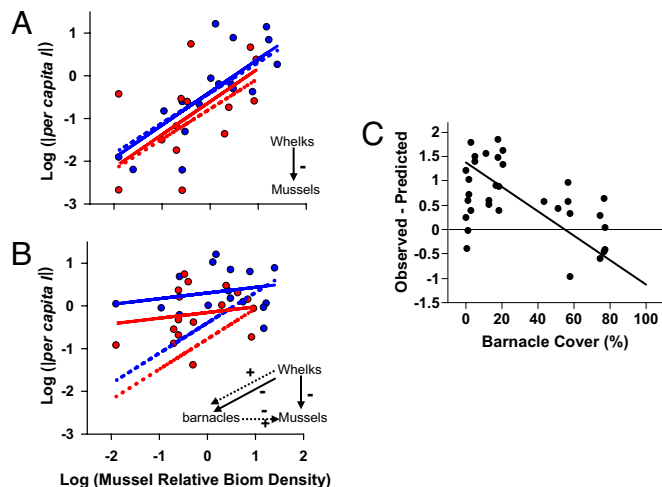 A
Log (|per capita I|)
1
0
-1
-2
-3
Whelks
-
Mussels
B
Log (|per capita I|)
1
0
-1
-2
-3
+
Whelks
-
-
-
barnacles
Mussels
+
-2 -1 0 1 2
Log (Mussel Relative Biom Density)
C
Observed - Predicted
2
1.5
1
0.5
0
-0.5
-1
-1.5
0 20 40 60 80 100
Barnacle Cover (%)